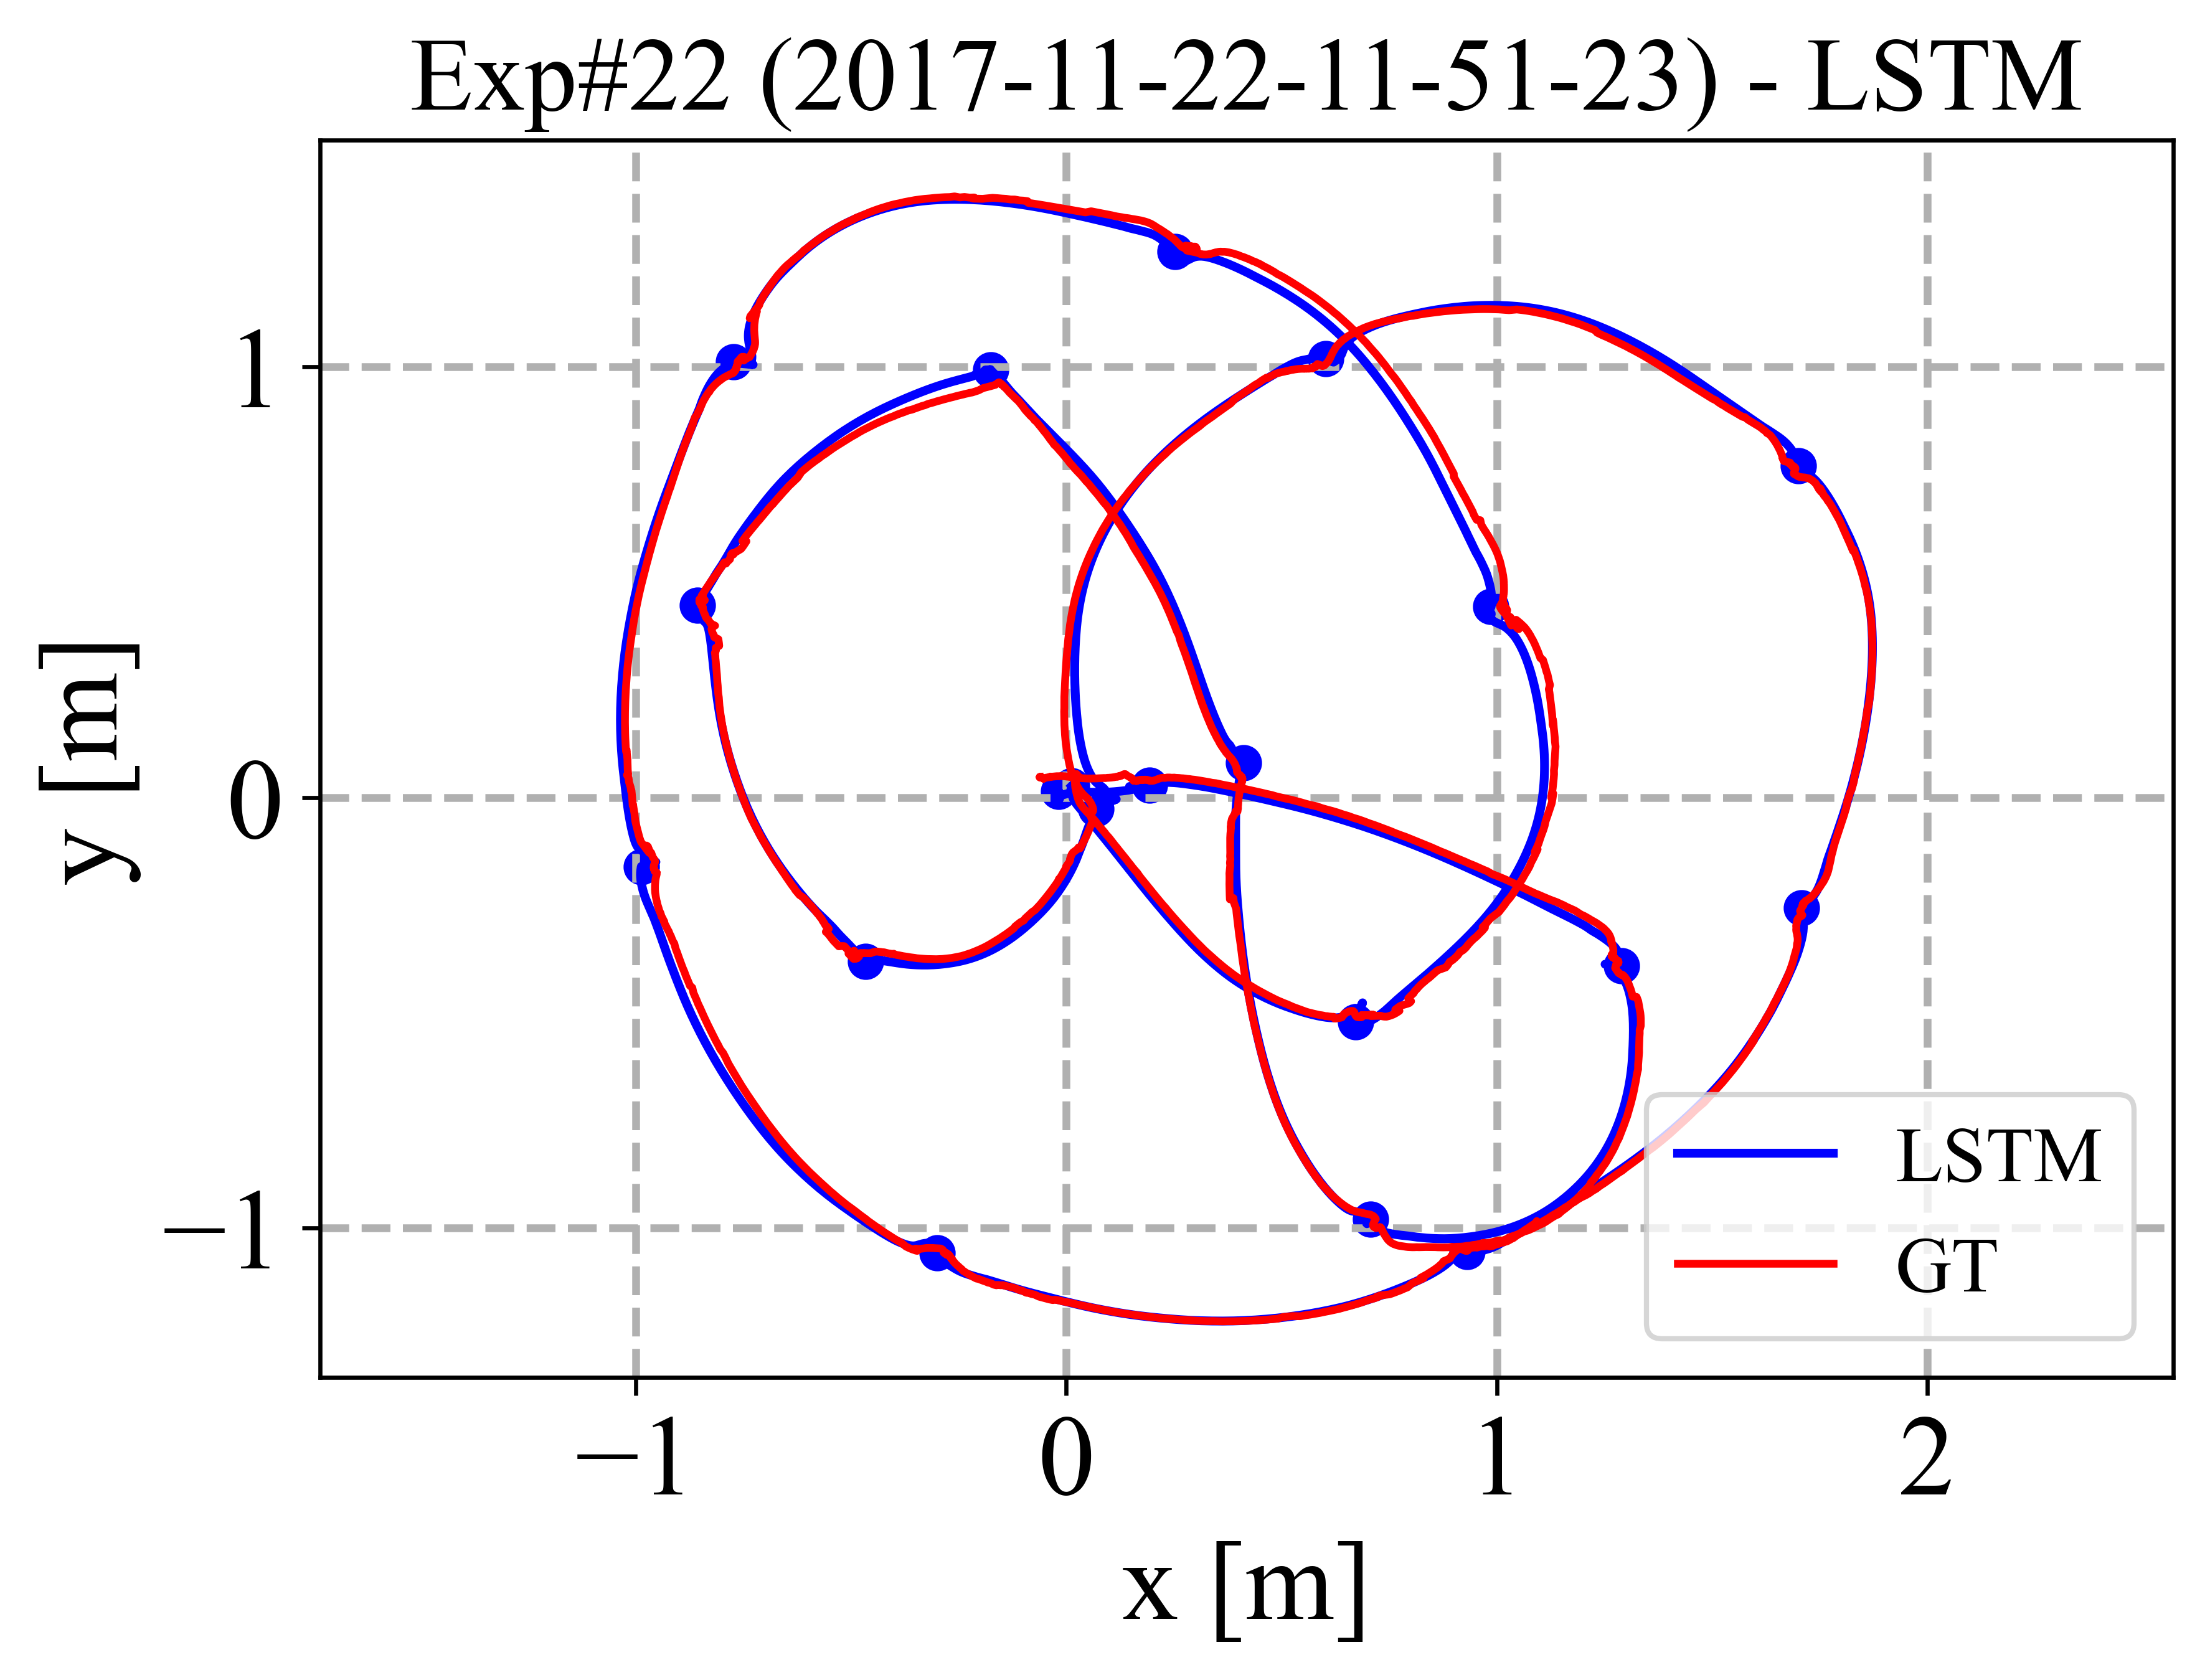 Exp#22 (2017-11-22-11-51-23) - LSTM
y [m]
1
0
−1
−1 0 1 2
x [m]
LSTM
GT